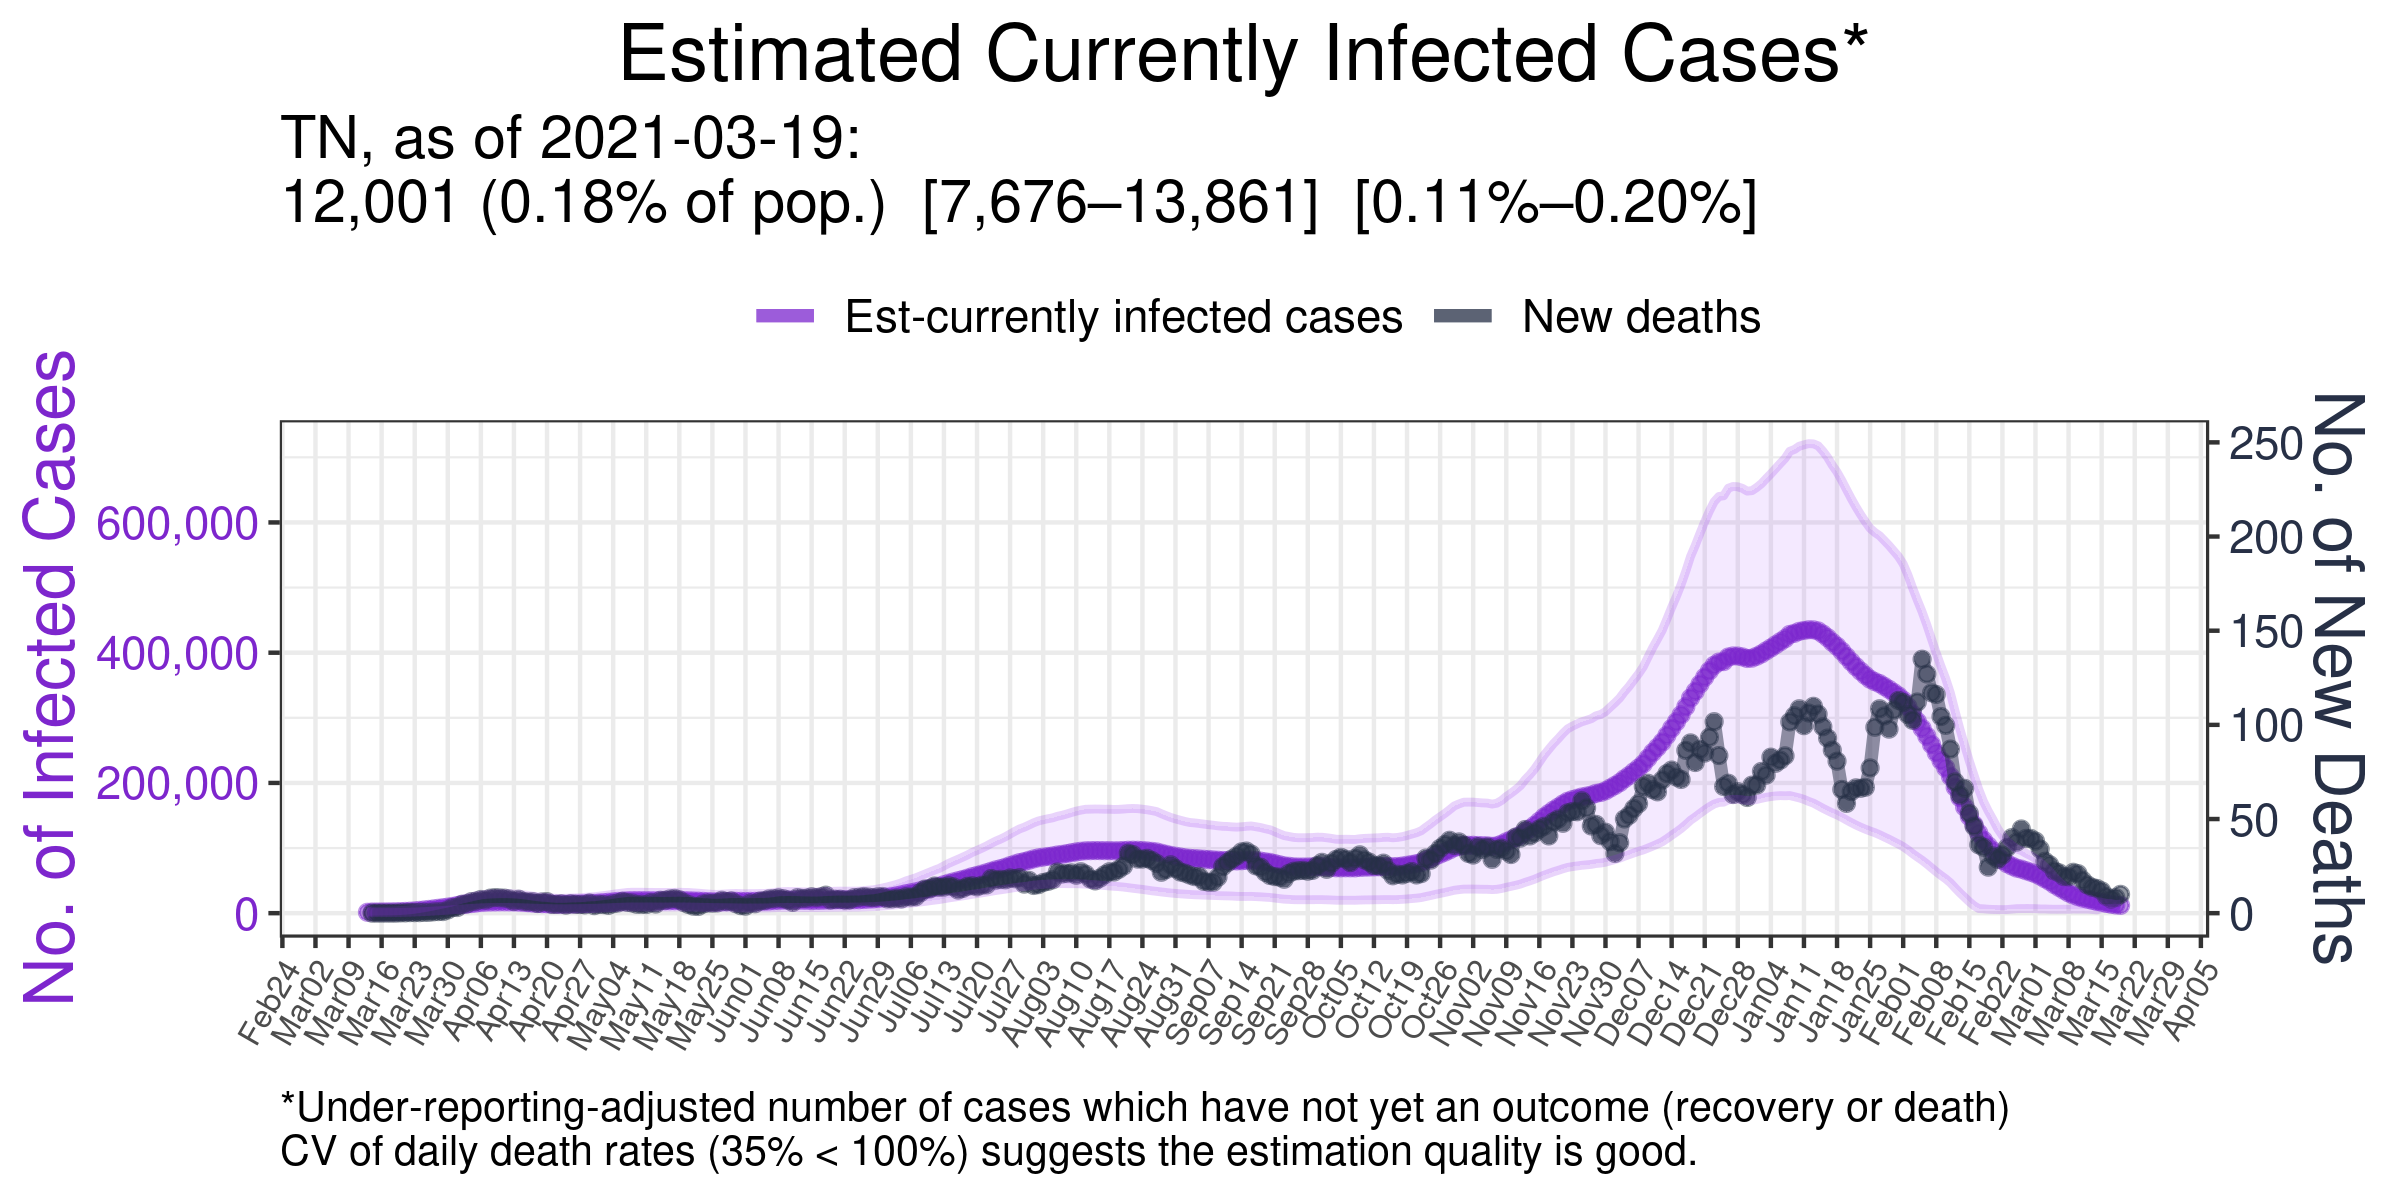 Estimated Currently Infected Cases*
TN, as of 2021-03-19:
12,001 (0.18% of pop.)  [7,676–13,861]  [0.11%–0.20%]
Est-currently infected cases
New deaths
No. of Infected Cases
600,000
400,000
200,000
0
250
200
150
100
50
0
No. of New Deaths
Feb24
Mar02
Mar09
Mar16
Mar23
Mar30
Apr06
Apr13
Apr20
Apr27
May04
May11
May18
May25
Jun01
Jun08
Jun15
Jun22
Jun29
Jul06
Jul13
Jul20
Jul27
Aug03
Aug10
Aug17
Aug24
Aug31
Sep07
Sep14
Sep21
Sep28
Oct05
Oct12
Oct19
Oct26
Nov02
Nov09
Nov16
Nov23
Nov30
Dec07
Dec14
Dec21
Dec28
Jan04
Jan11
Jan18
Jan25
Feb01
Feb08
Feb15
Feb22
Mar01
Mar08
Mar15
Mar22
Mar29
Apr05
*Under-reporting-adjusted number of cases which have not yet an outcome (recovery or death)
CV of daily death rates (35% < 100%) suggests the estimation quality is good.